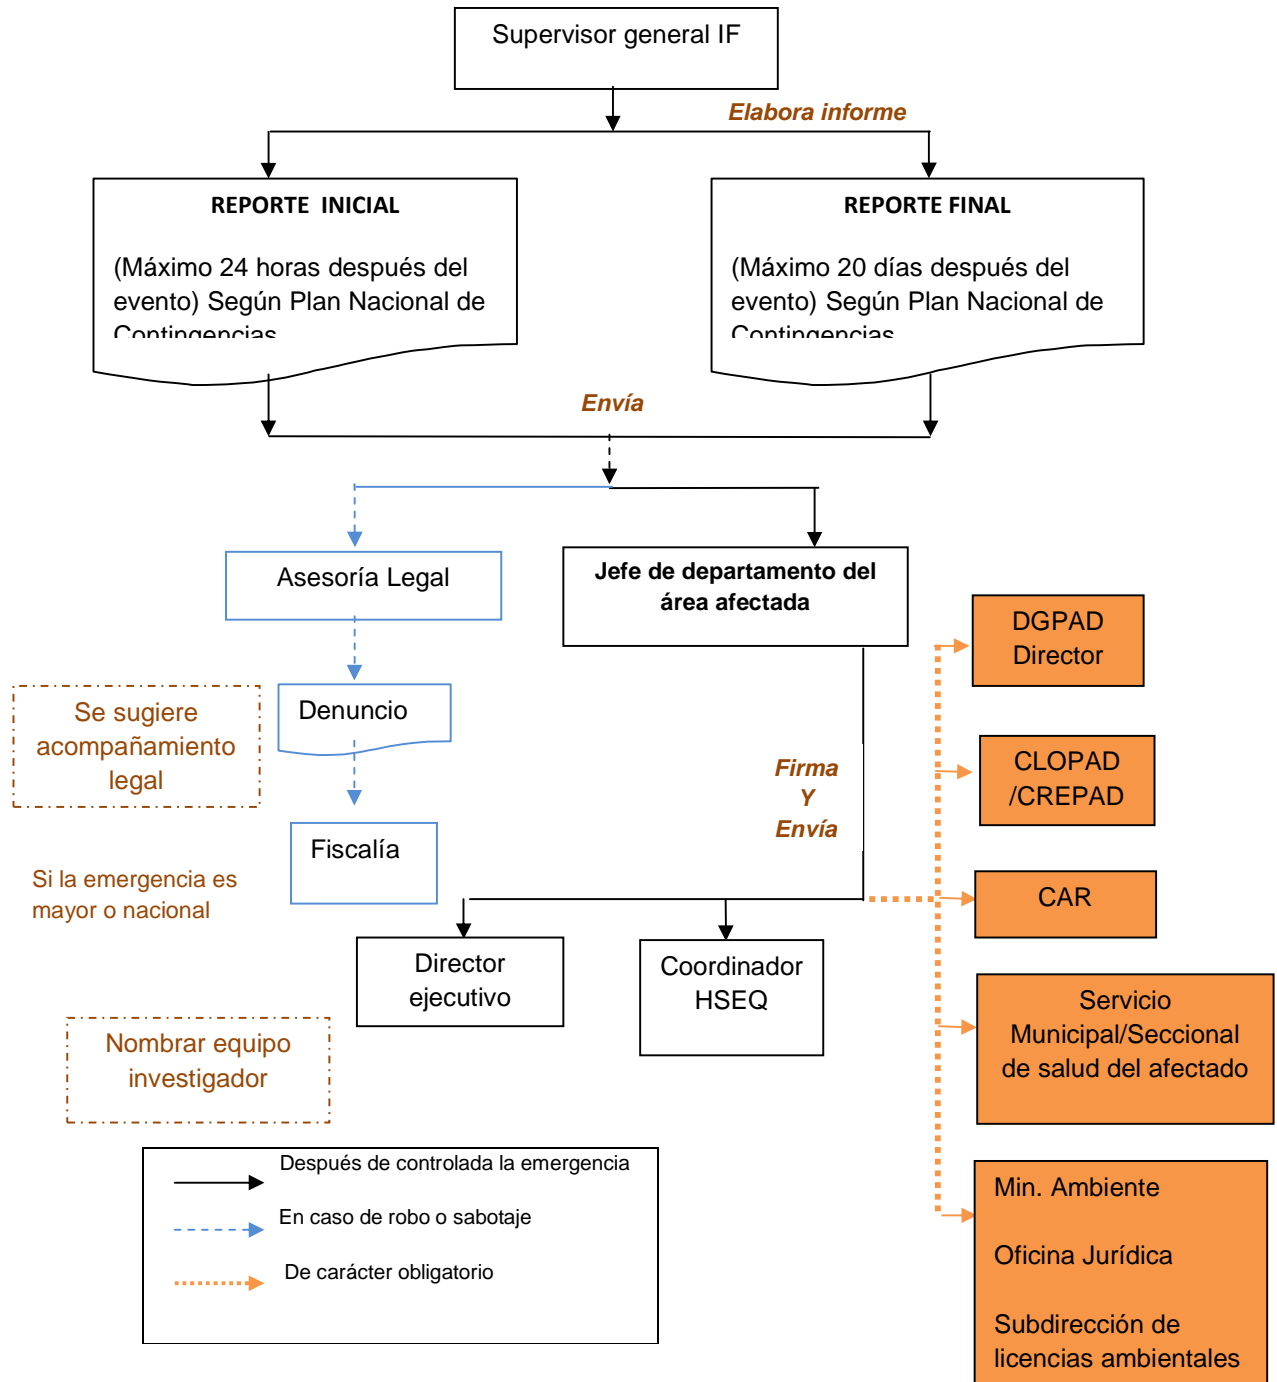 Supervisor general IF
Elabora informe
REPORTE INICIAL
(Máximo 24 horas después del
evento) Según Plan Nacional de
Contingencias
REPORTE FINAL
(Máximo 20 días después del
evento) Según Plan Nacional de
Contingencias
Envía
Asesoría Legal
Jefe de departamento del
área afectada
DGPAD
Director
Denuncio
Se sugiere
acompañamiento
legal
CLOPAD
/CREPAD
Firma
Y
Envía
Fiscalía
Si la emergencia es
mayor o nacional
CAR
Director
ejecutivo
Coordinador
HSEQ
Servicio
Municipal/Seccional
de salud del afectado
Nombrar equipo
investigador
Después de controlada la emergencia
En caso de robo o sabotaje
De carácter obligatorio
Min. Ambiente
Oficina Jurídica
Subdirección de
licencias ambientales